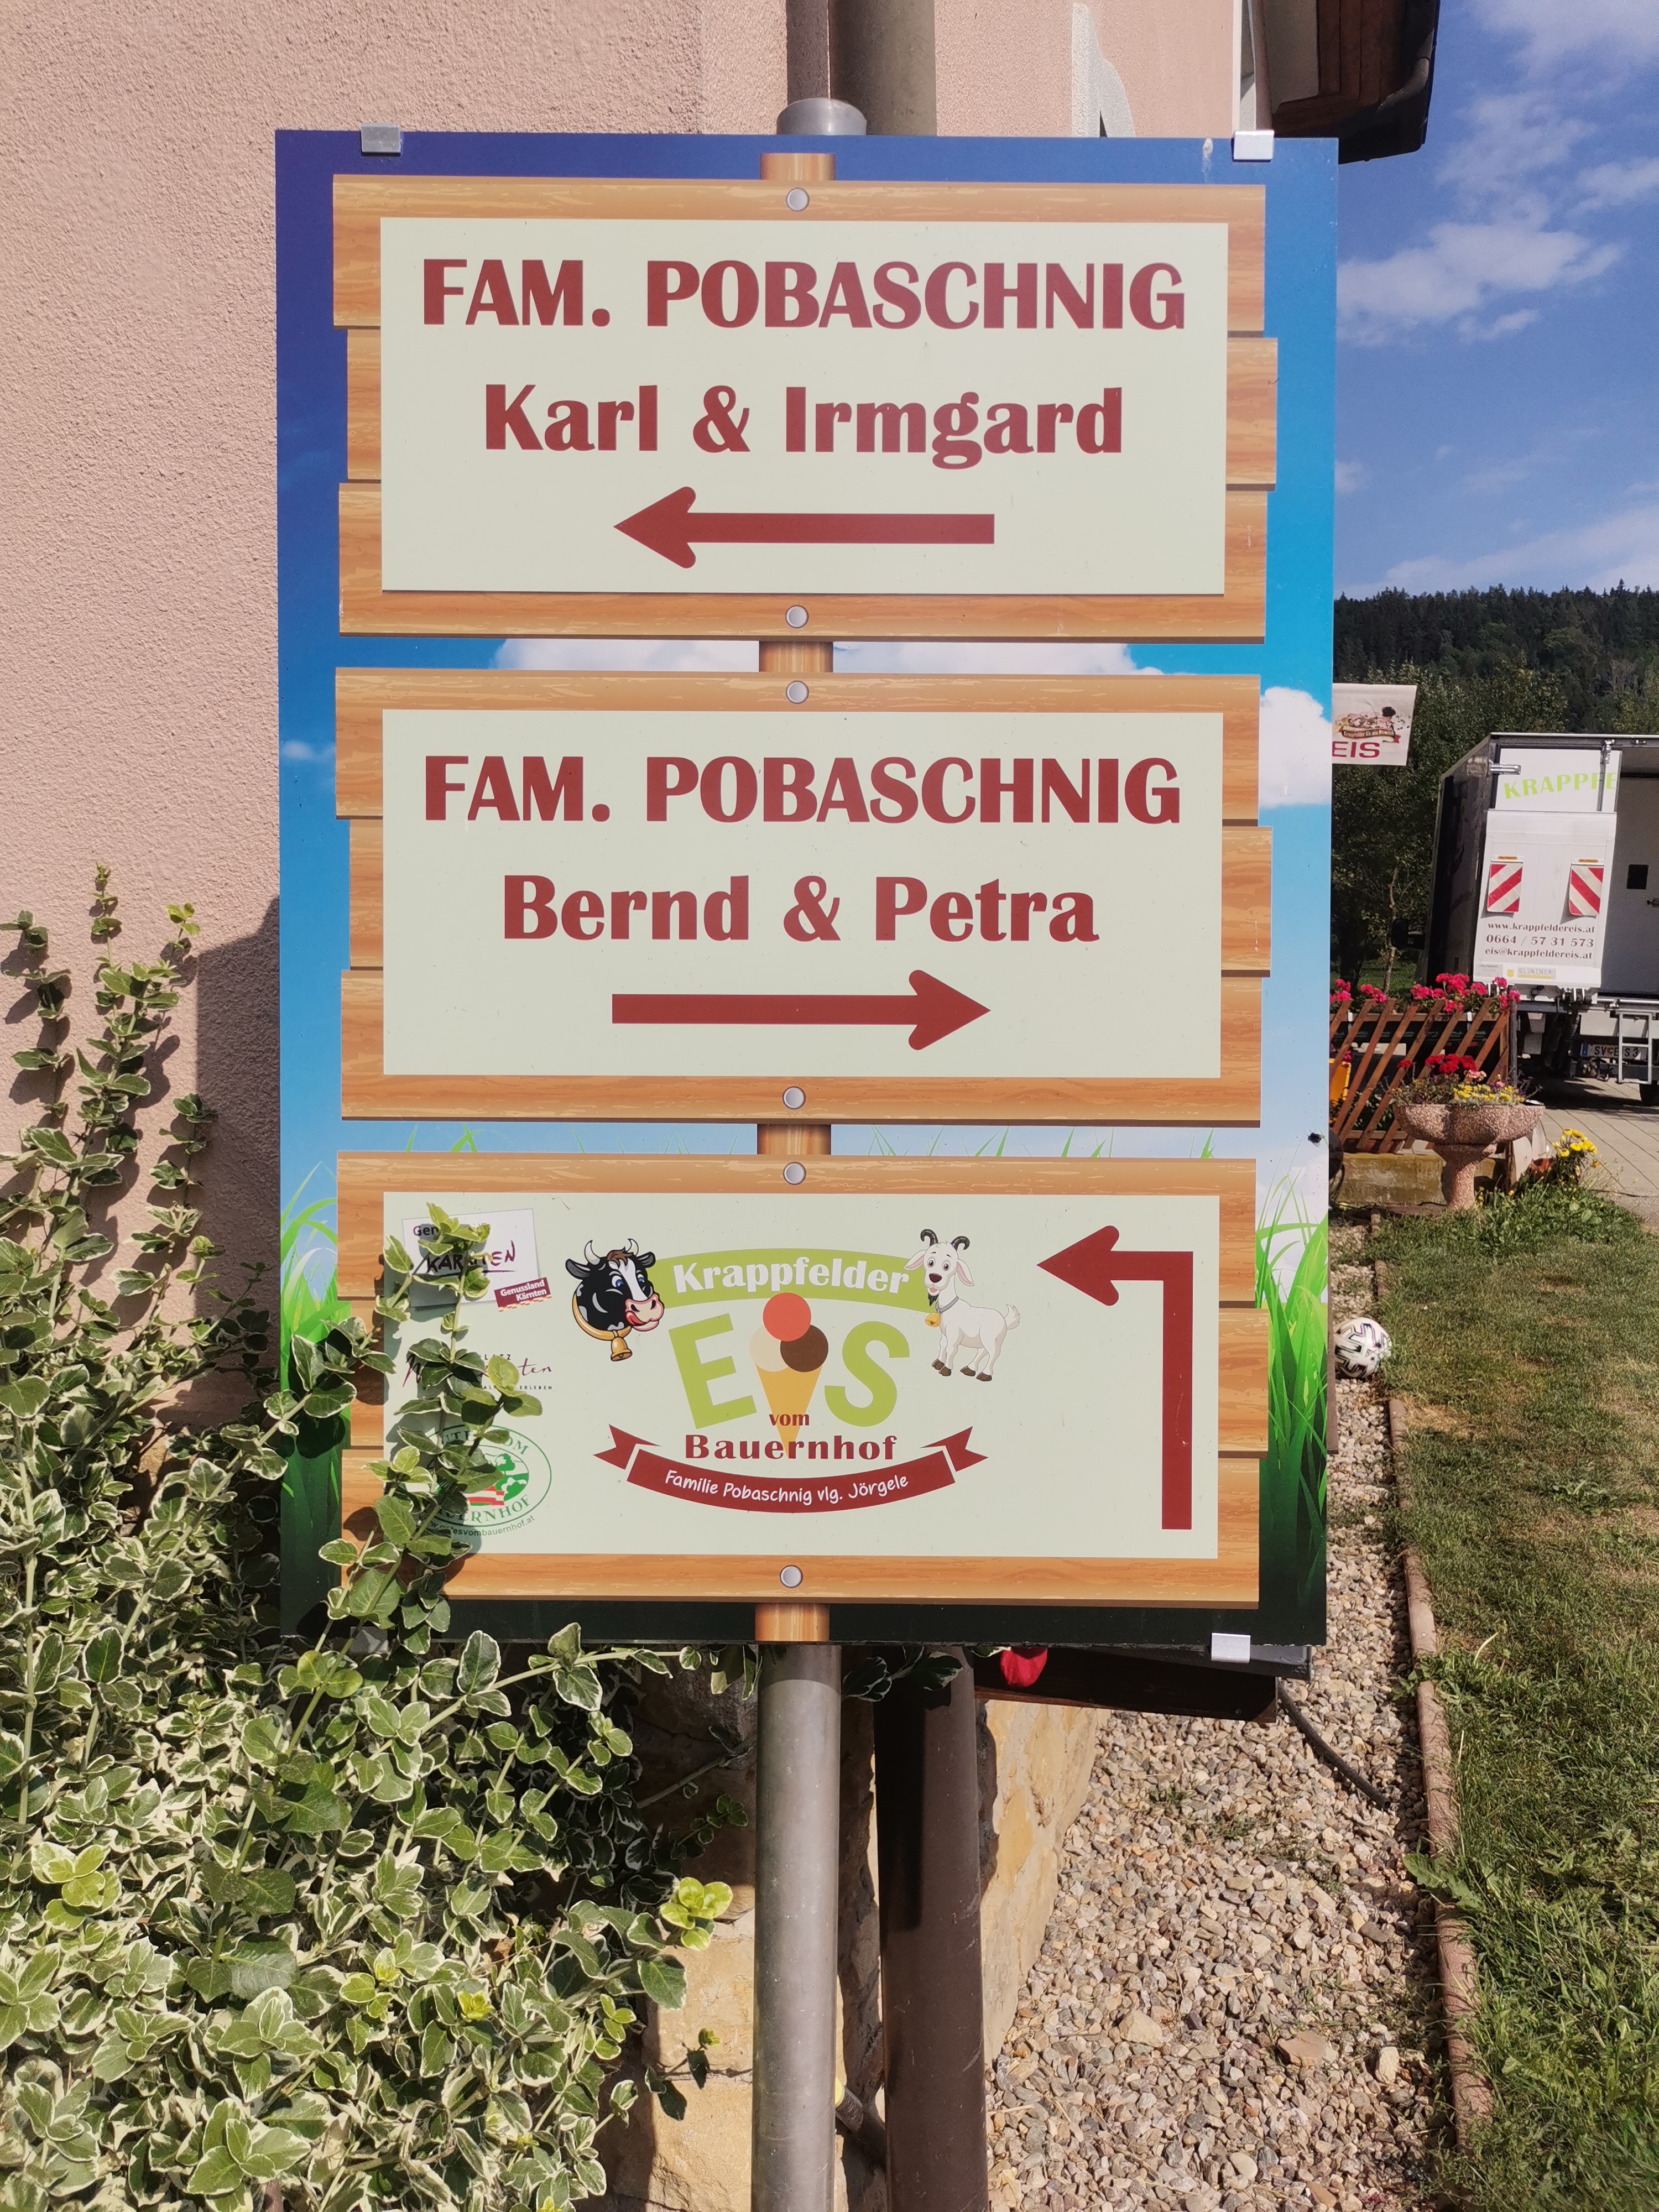 FAM. POBASCHNIG
Karl & Irmgard
FAM. POBASCHNIG
Bernd & Petra
Genussland
Kärnten
Krappfelder
EIS
vom
Bauernhof
Familie Pobaschnig vlg. Jörgele
EIS
KRAPPFE
www.krappfeldereis.at
0664 / 57 31 573
eis@krappfeldereis.at